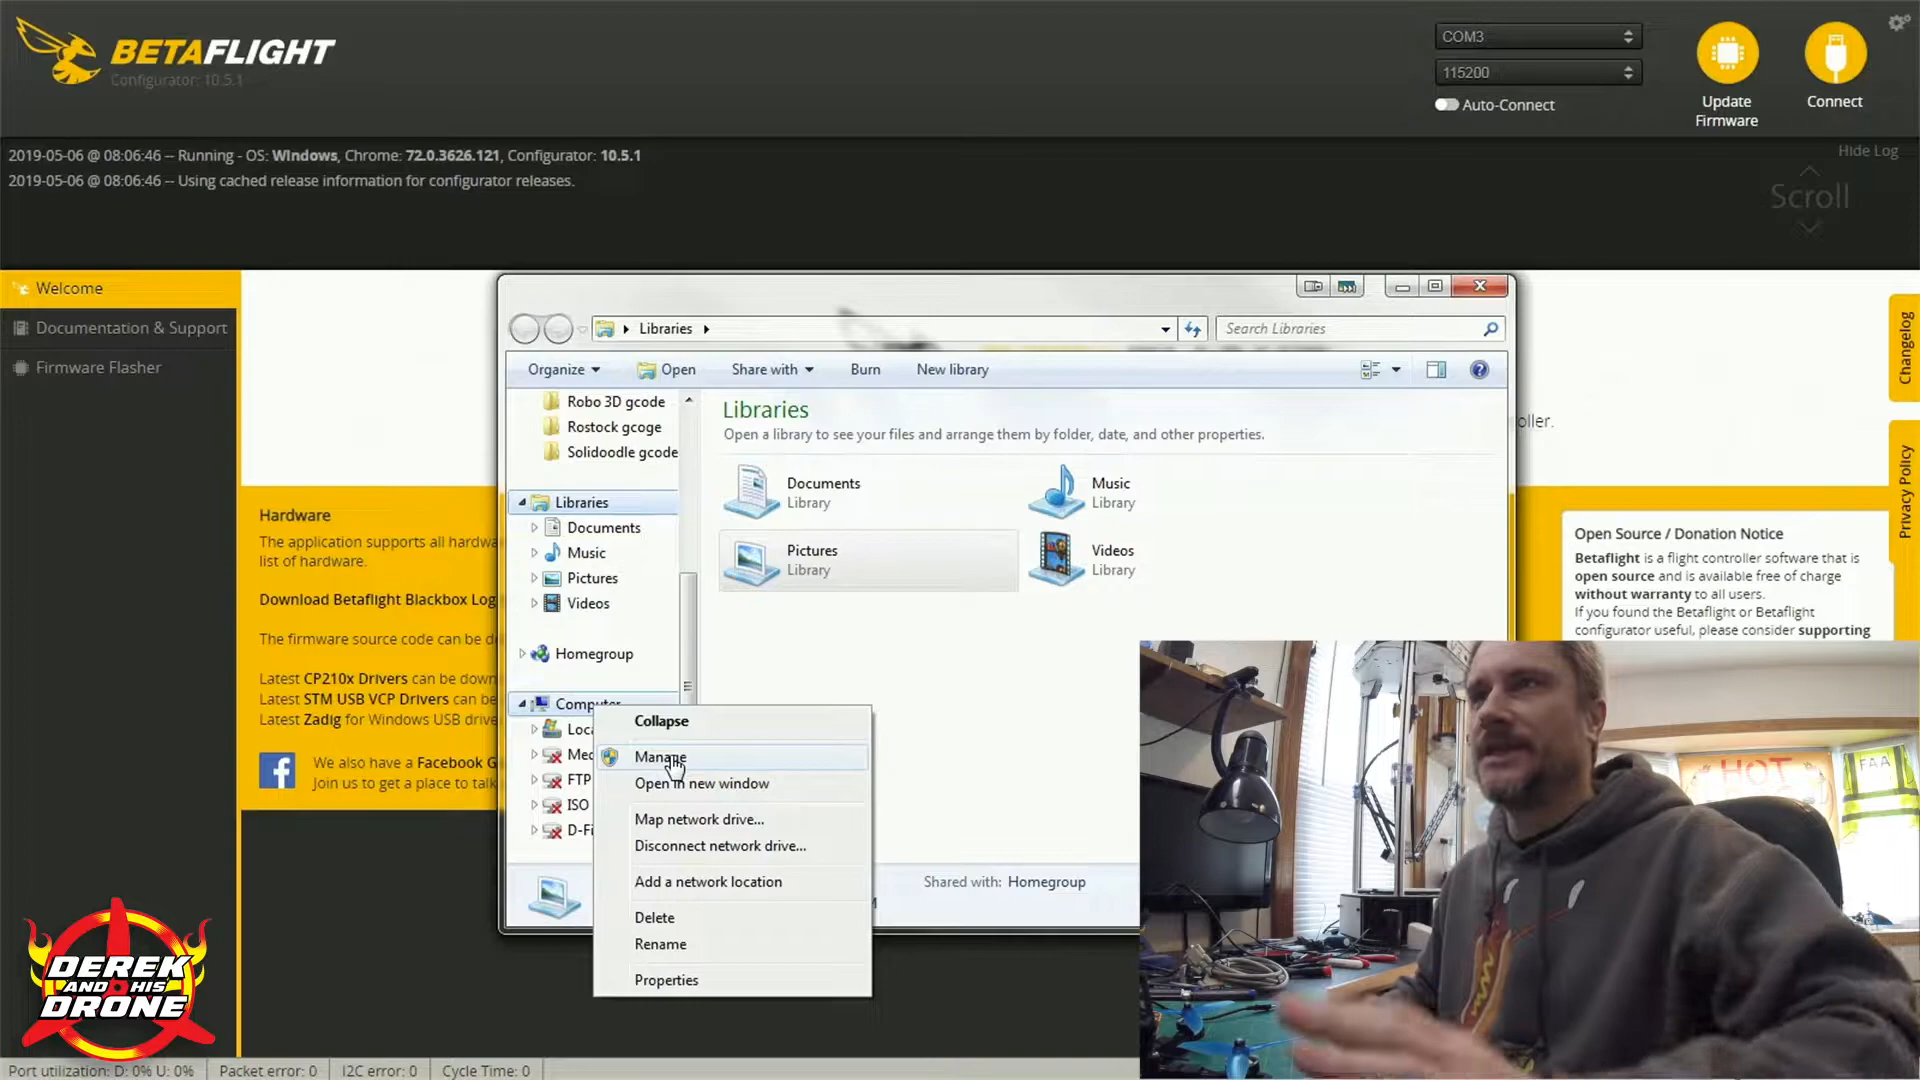 BETAFLIGHT
Configurator: 10.5.1
COM3
115200
Auto-Connect
Update
Firmware
Connect
2019-05-06 @ 08:06:46 -- Running - OS: Windows, Chrome: 72.0.3626.121, Configurator: 10.5.1
2019-05-06 @ 08:06:46 -- Using cached release information for configurator releases.
Hide Log
Scroll
Welcome
Documentation & Support
Firmware Flasher
Changelog
Privacy Policy
Libraries
Search Libraries
Organize
Open
Share with
Burn
New library
Robo 3D gcode
Rostock gcoge
Solidoodle gcode
Libraries
Documents
Music
Pictures
Videos
Homegroup
Computer
Loca
Med
FTP
ISO
D-Fi
Libraries
Open a library to see your files and arrange them by folder, date, and other properties.
Documents
Library
Music
Library
Pictures
Library
Videos
Library
Shared with: Homegroup
Collapse
Manage
Open in new window
Map network drive...
Disconnect network drive...
Add a network location
Delete
Rename
Properties
oller.
Hardware
The application supports all hardwa
list of hardware.
Download Betaflight Blackbox Log
The firmware source code can be d
Latest CP210x Drivers can be down
Latest STM USB VCP Drivers can be
Latest Zadig for Windows USB drive
We also have a Facebook G
Join us to get a place to talk
Open Source / Donation Notice
Betaflight is a flight controller software that is
open source and is available free of charge
without warranty to all users.
If you found the Betaflight or Betaflight
configurator useful, please consider supporting
HOT
FAA
DEREK
AND HIS
DRONE
Port utilization: D: 0% U: 0%
Packet error: 0
I2C error: 0
Cycle Time: 0